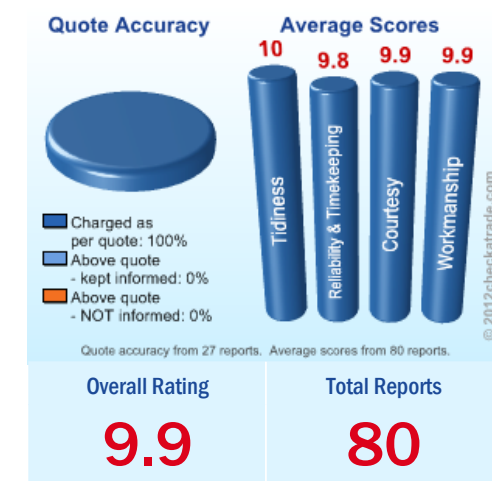 Quote Accuracy
Average Scores
10
9.8
9.9
9.9
Tidiness
Reliability & Timekeeping
Courtesy
Workmanship
Charged as
per quote: 100%
Above quote
- kept informed: 0%
Above quote
- NOT informed: 0%
© 2012checkatrade.com
Quote accuracy from 27 reports. Average scores from 80 reports.
Overall Rating
Total Reports
9.9
80